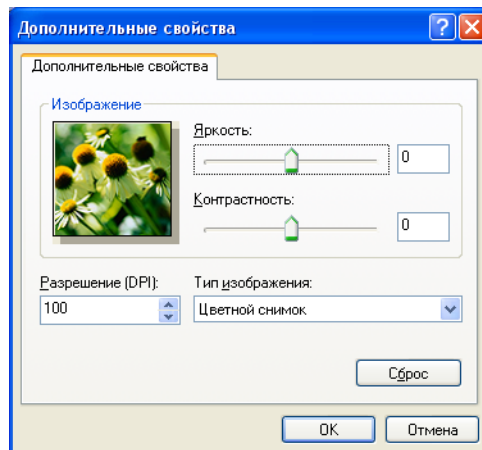 Дополнительные свойства
Дополнительные свойства
Изображение
Яркость:
0
Контрастность:
0
Разрешение (DPI):
Тип изображения:
100
Цветной снимок
Сброс
OK
Отмена